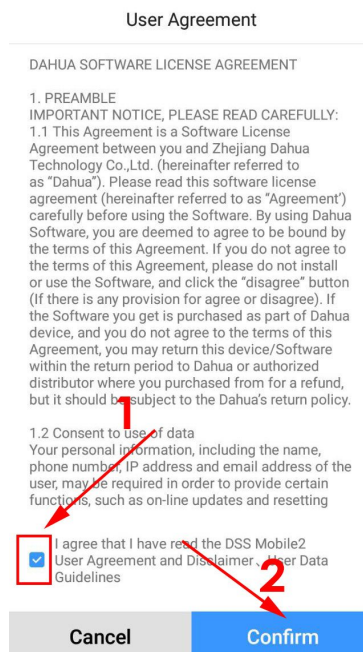 User Agreement
DAHUA SOFTWARE LICENSE AGREEMENT
1. PREAMBLE
IMPORTANT NOTICE, PLEASE READ CAREFULLY:
1.1 This Agreement is a Software License
Agreement between you and Zhejiang Dahua
Technology Co.,Ltd. (hereinafter referred to
as “Dahua”). Please read this software license
agreement (hereinafter referred to as “Agreement’)
carefully before using the Software. By using Dahua
Software, you are deemed to agree to be bound by
the terms of this Agreement. If you do not agree to
the terms of this Agreement, please do not install
or use the Software, and click the “disagree” button
(If there is any provision for agree or disagree). If
the Software you get is purchased as part of Dahua
device, and you do not agree to the terms of this
Agreement, you may return this device/Software
within the return period to Dahua or authorized
distributor where you purchased from for a refund,
but it should be subject to the Dahua’s return policy.
1
1.2 Consent to use of data
Your personal information, including the name,
phone number, IP address and email address of the
user, may be required in order to provide certain
functions, such as on-line updates and resetting
I agree that I have read the DSS Mobile2
User Agreement and Disclaimer、User Data
Guidelines
2
Cancel
Confirm